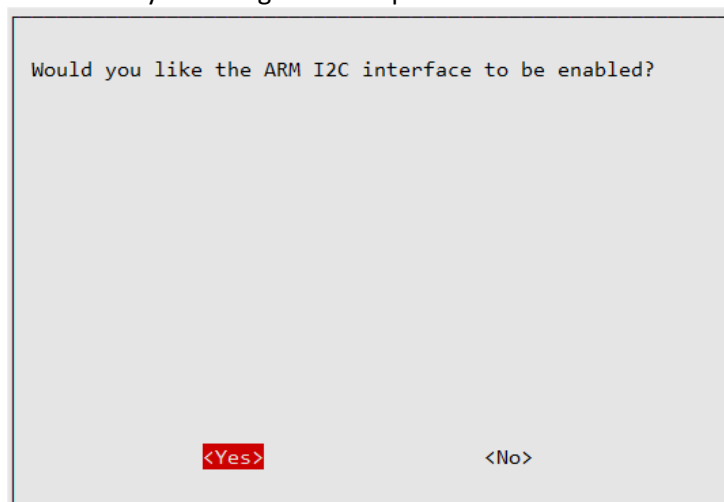 Would you like the ARM I2C interface to be enabled?
<Yes> <No>